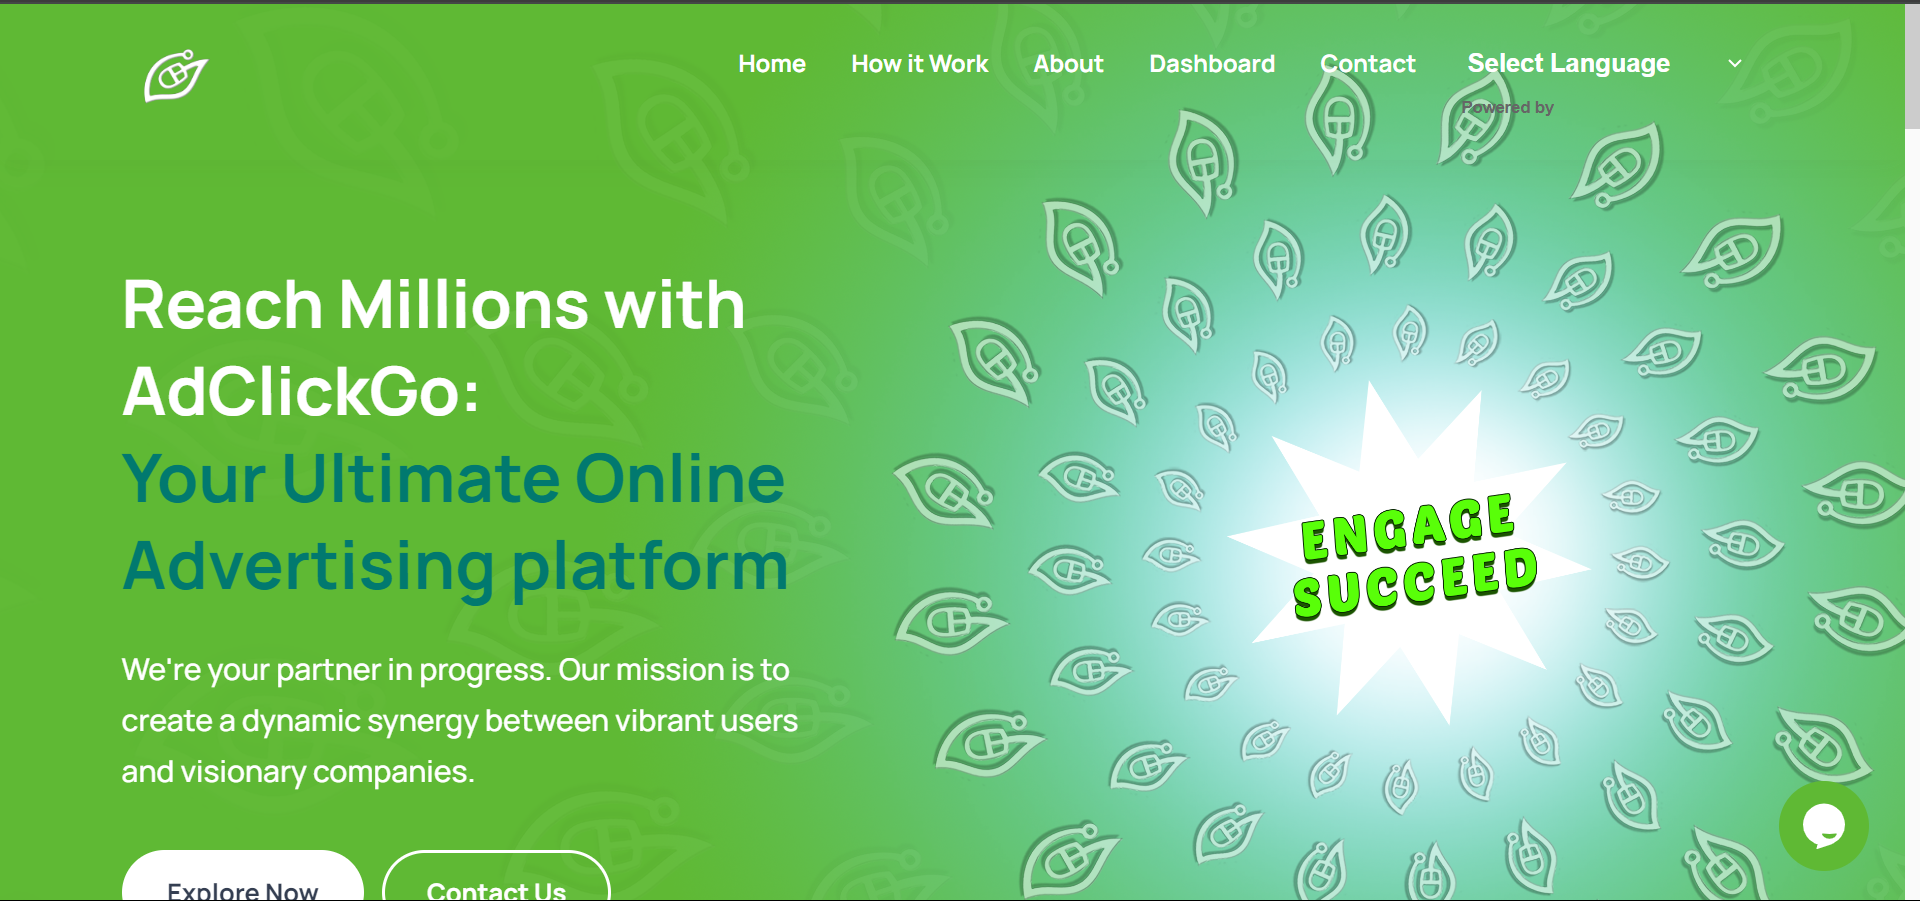 Home How it Work About Dashboard Contact Select Language
Powered by
Reach Millions with
AdClickGo:
Your Ultimate Online
Advertising platform
We're your partner in progress. Our mission is to
create a dynamic synergy between vibrant users
and visionary companies.
ENGAGE
SUCCEED
Explore Now Contact Us